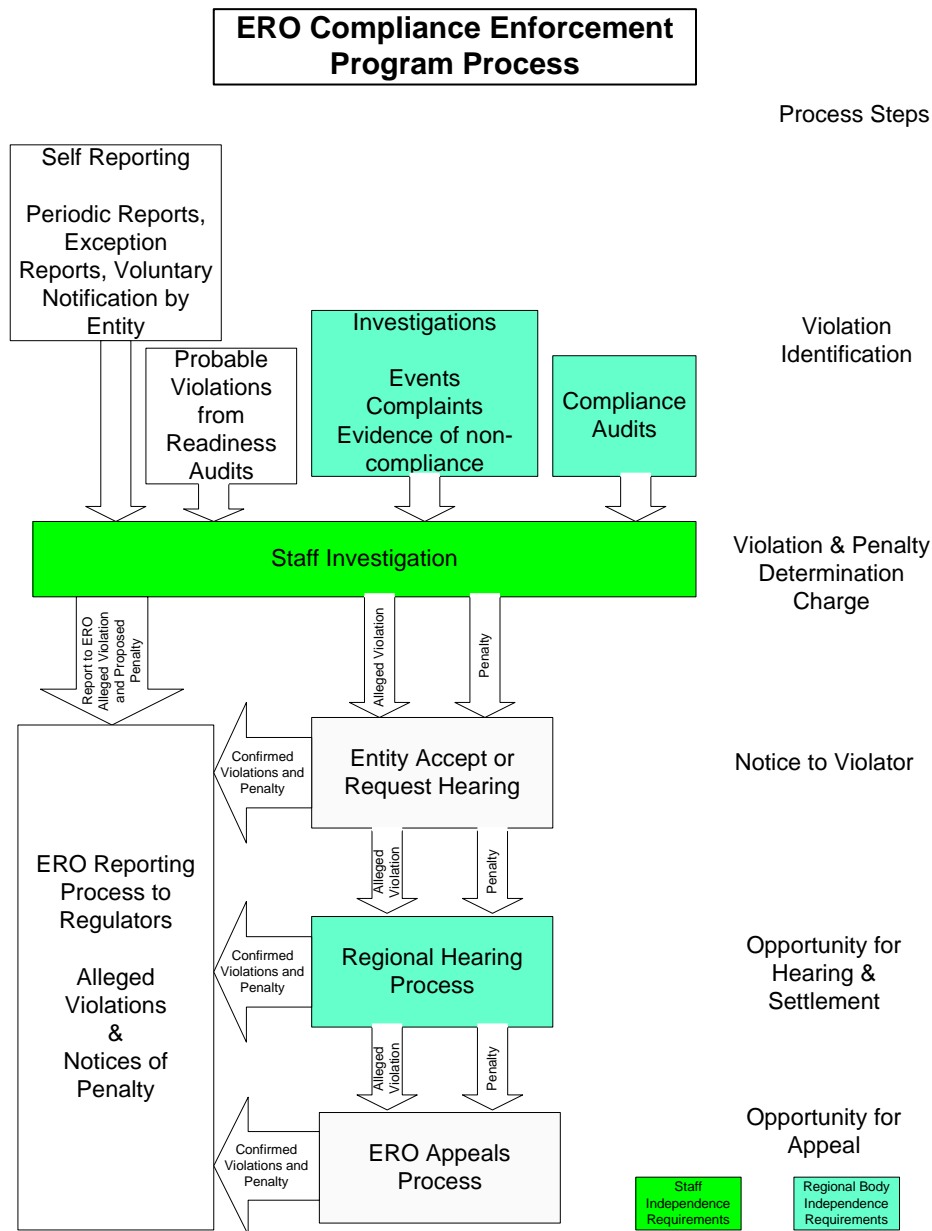 ERO Compliance Enforcement
Program Process
Process Steps
Self Reporting
Periodic Reports,
Exception
Reports, Voluntary
Notification by
Entity
Probable
Violations
from
Readiness
Audits
Investigations
Events
Complaints
Evidence of non-
compliance
Compliance
Audits
Violation
Identification
Staff Investigation
Violation & Penalty
Determination
Charge
Report to ERO
Alleged Violation
and Proposed
Penalty
Alleged Violation
Penalty
Entity Accept or
Request Hearing
Confirmed
Violations and
Penalty
Notice to Violator
Alleged
Violation
Penalty
ERO Reporting
Process to
Regulators
Alleged
Violations
&
Notices of
Penalty
Confirmed
Violations and
Penalty
Regional Hearing
Process
Opportunity for
Hearing &
Settlement
Alleged
Violation
Penalty
Confirmed
Violations and
Penalty
ERO Appeals
Process
Opportunity for
Appeal
Staff
Independence
Requirements
Regional Body
Independence
Requirements